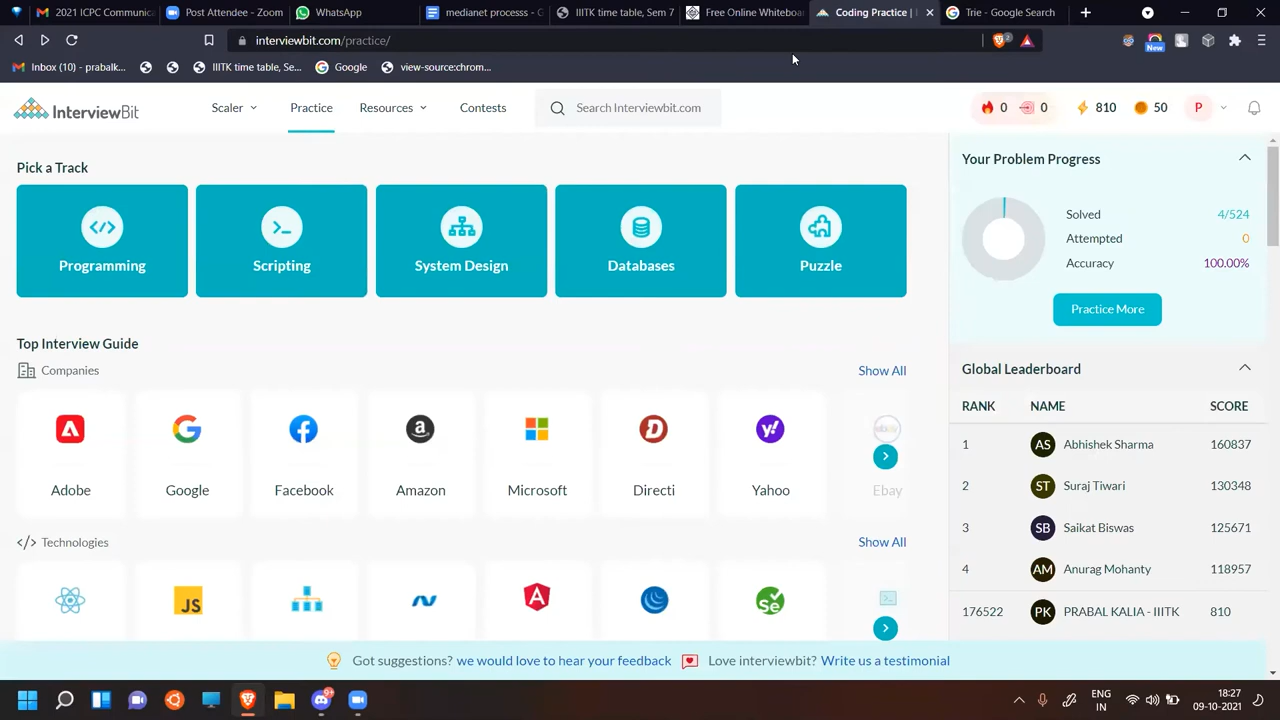 2021 ICPC Communic
Post Attendee - Zoom
WhatsApp
medianet processs - G
IIITK time table, Sem 7
Free Online Whiteboa
Coding Practice |
Trie - Google Search
interviewbit.com/practice/
2
New
Inbox (10) - prabalk...
IIITK time table, Se...
Google
view-source:chrom...
InterviewBit
Scaler
Practice
Resources
Contests
Search Interviewbit.com
0
0
810
50
P
Pick a Track
Programming
Scripting
System Design
Databases
Puzzle
Top Interview Guide
Companies
Show All
Adobe
Google
Facebook
Amazon
Microsoft
Directi
Yahoo
Ebay
Technologies
Show All
JS
Se
Your Problem Progress
Solved 4/524
Attempted 0
Accuracy 100.00%
Practice More
Global Leaderboard
RANK NAME SCORE
1 AS Abhishek Sharma 160837
2 ST Suraj Tiwari 130348
3 SB Saikat Biswas 125671
4 AM Anurag Mohanty 118957
176522 PK PRABAL KALIA - IIITK 810
Got suggestions? we would love to hear your feedback Love interviewbit? Write us a testimonial
ENG
IN
18:27
09-10-2021